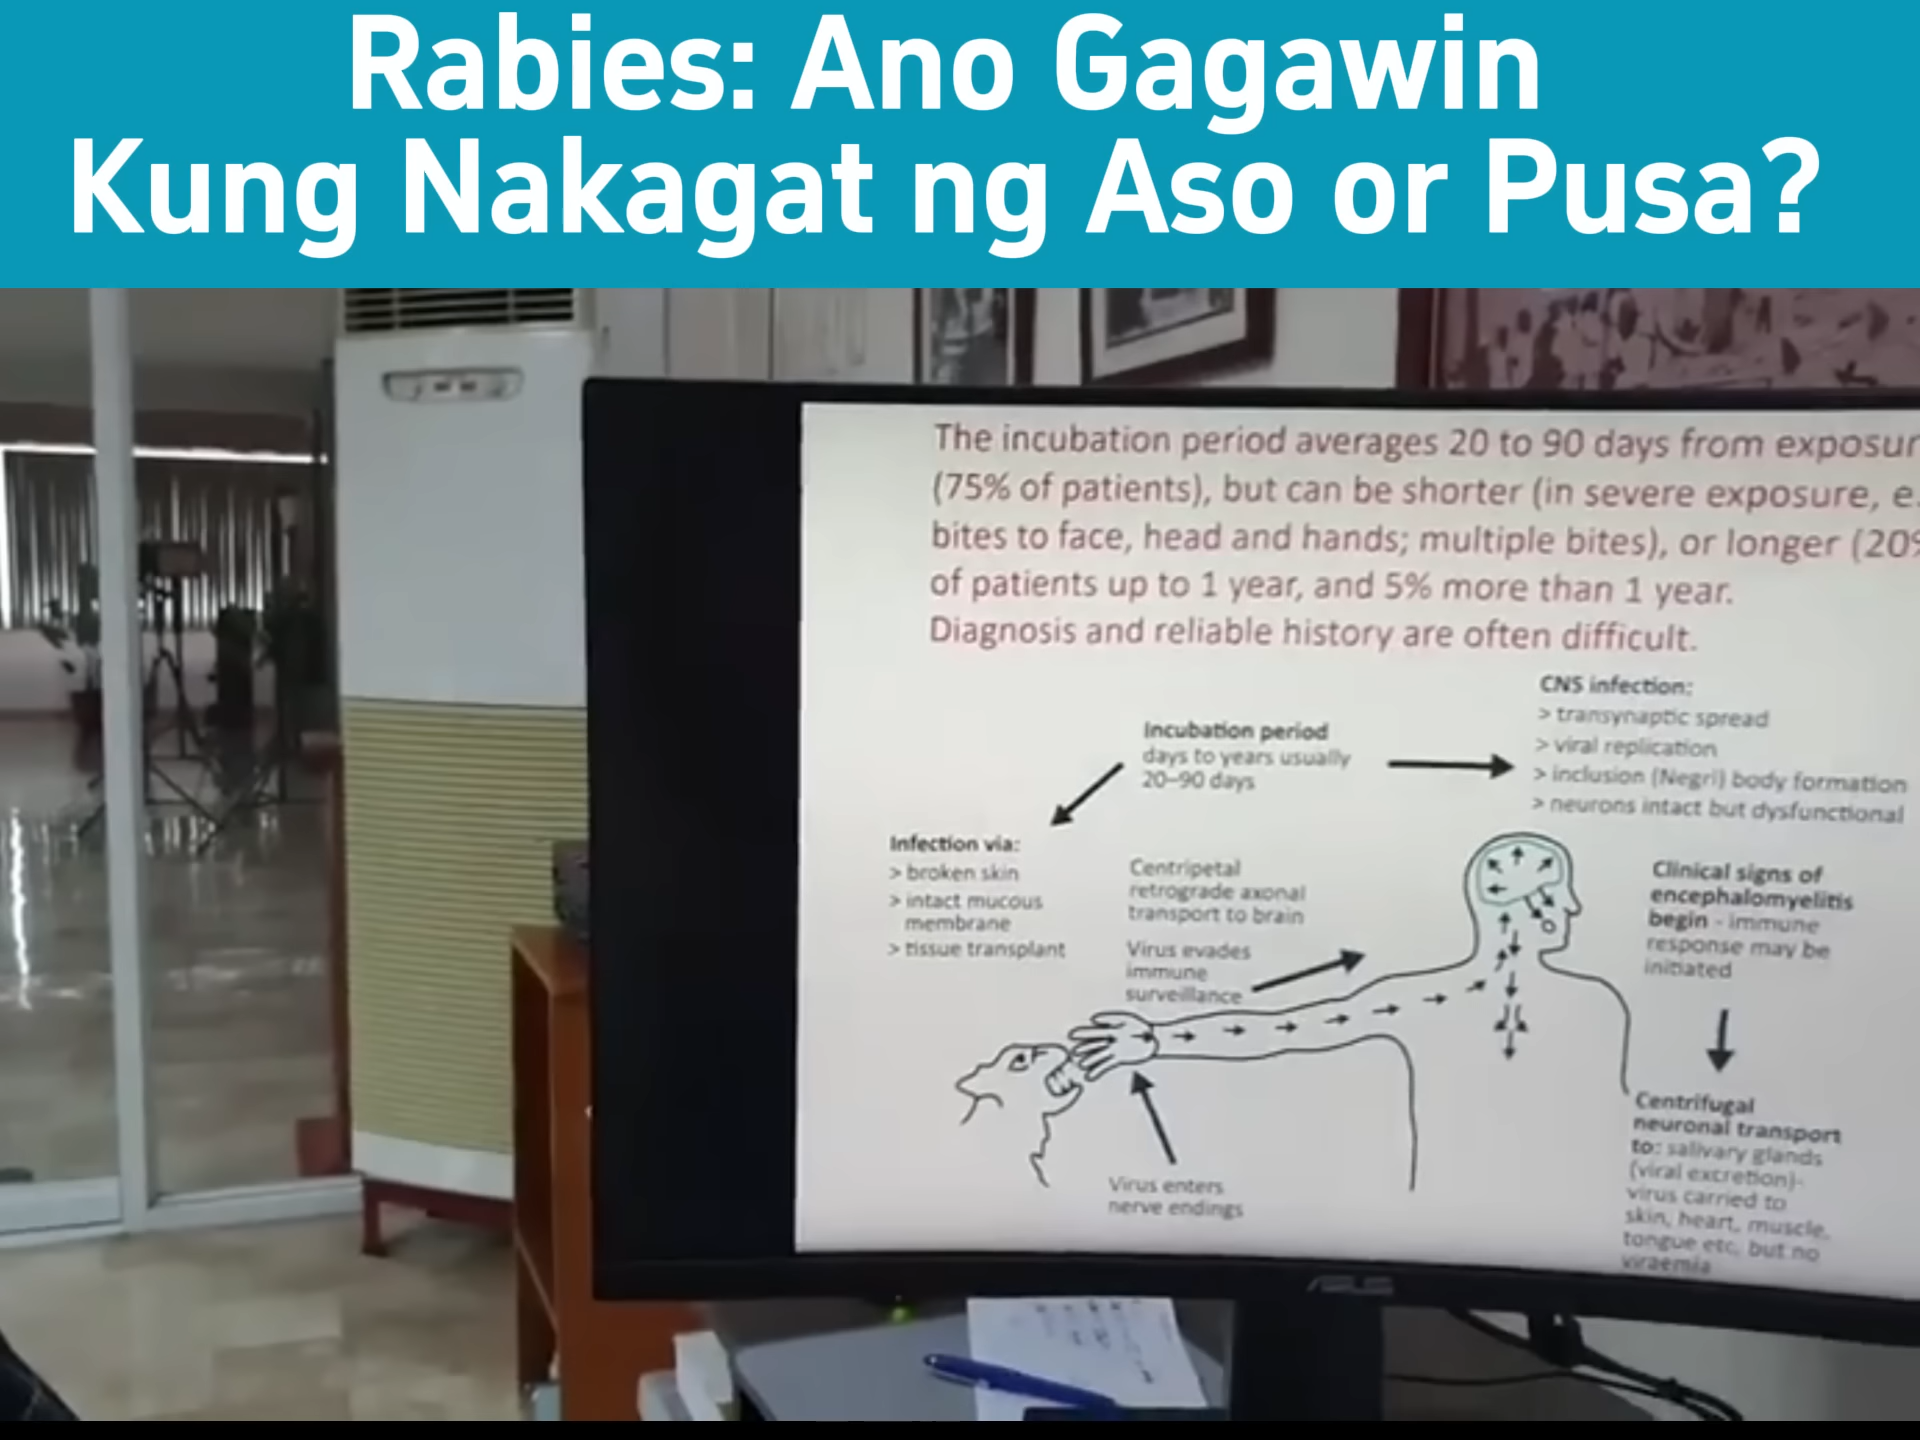 Rabies: Ano Gagawin
Kung Nakagat ng Aso or Pusa?
The incubation period averages 20 to 90 days from exposur
(75% of patients), but can be shorter (in severe exposure, e.
bites to face, head and hands; multiple bites), or longer (20%
of patients up to 1 year, and 5% more than 1 year.
Diagnosis and reliable history are often difficult.
CNS infection:
> transynaptic spread
> viral replication
> inclusion (Negri) body formation
> neurons intact but dysfunctional
Incubation period
days to years usually
20–90 days
Infection via:
> broken skin
> intact mucous
membrane
> tissue transplant
Centripetal
retrograde axonal
transport to brain
Virus evades
immune
surveillance
Clinical signs of
encephalomyelitis
begin - immune
response may be
initiated
Virus enters
nerve endings
Centrifugal
neuronal transport
to: salivary glands
(viral excretion)-
virus carried to
skin, heart, muscle,
tongue etc, but no
viraemia
ASUS